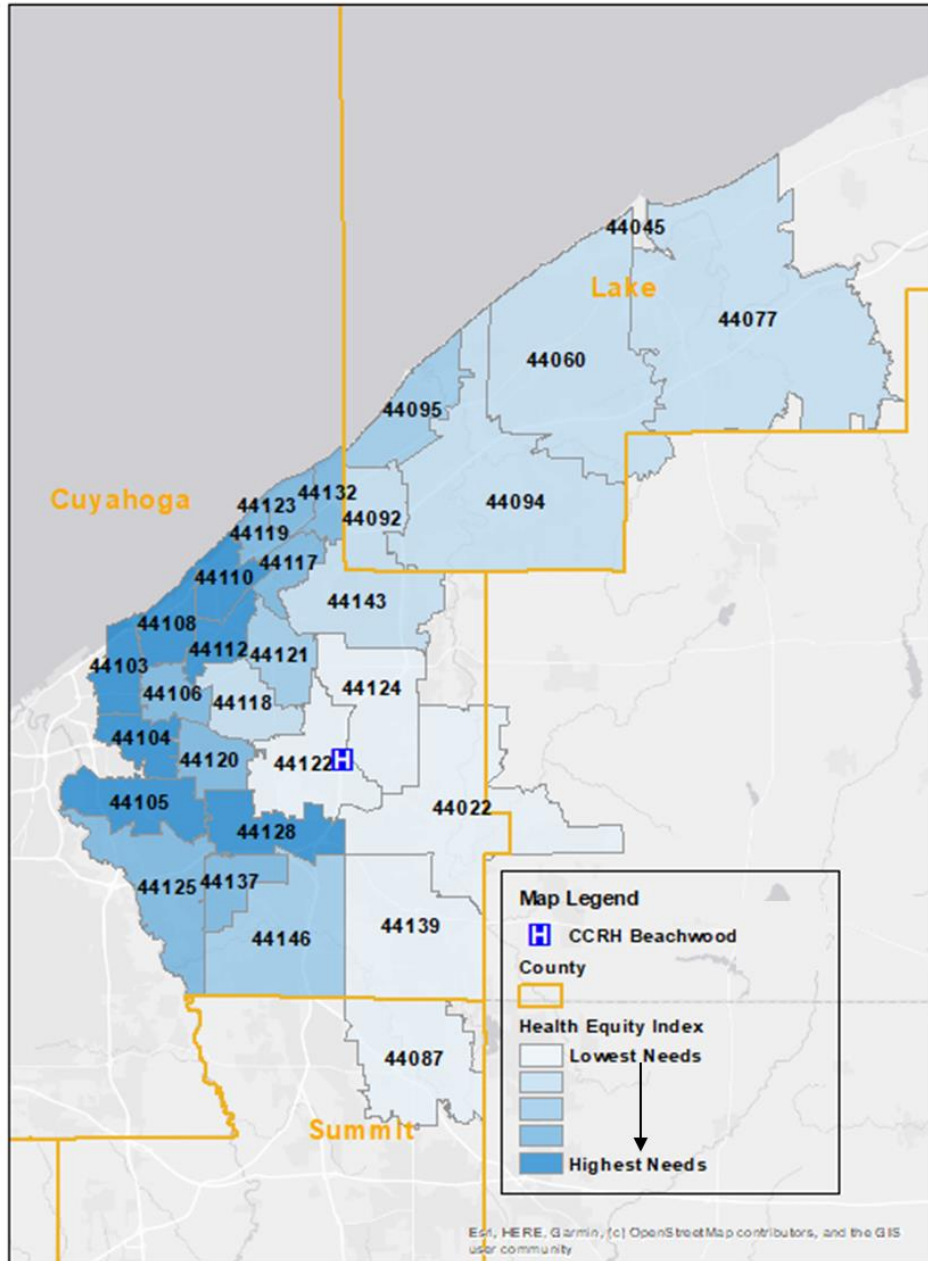 44045
Lake
44077
44060
44095
Cuyahoga
44123
44132
44092
44094
44119
44117
44110
44143
44108
44112
44121
44103
44124
44106
44118
44104
44120
44122
H
44105
44022
44128
44125
44137
44139
44146
44087
Summit
Map Legend
H CCRH Beachwood
County
Health Equity Index
Lowest Needs
Highest Needs
Esri, HERE, Garmin, (c) OpenStreetMap contributors, and the GIS
user community